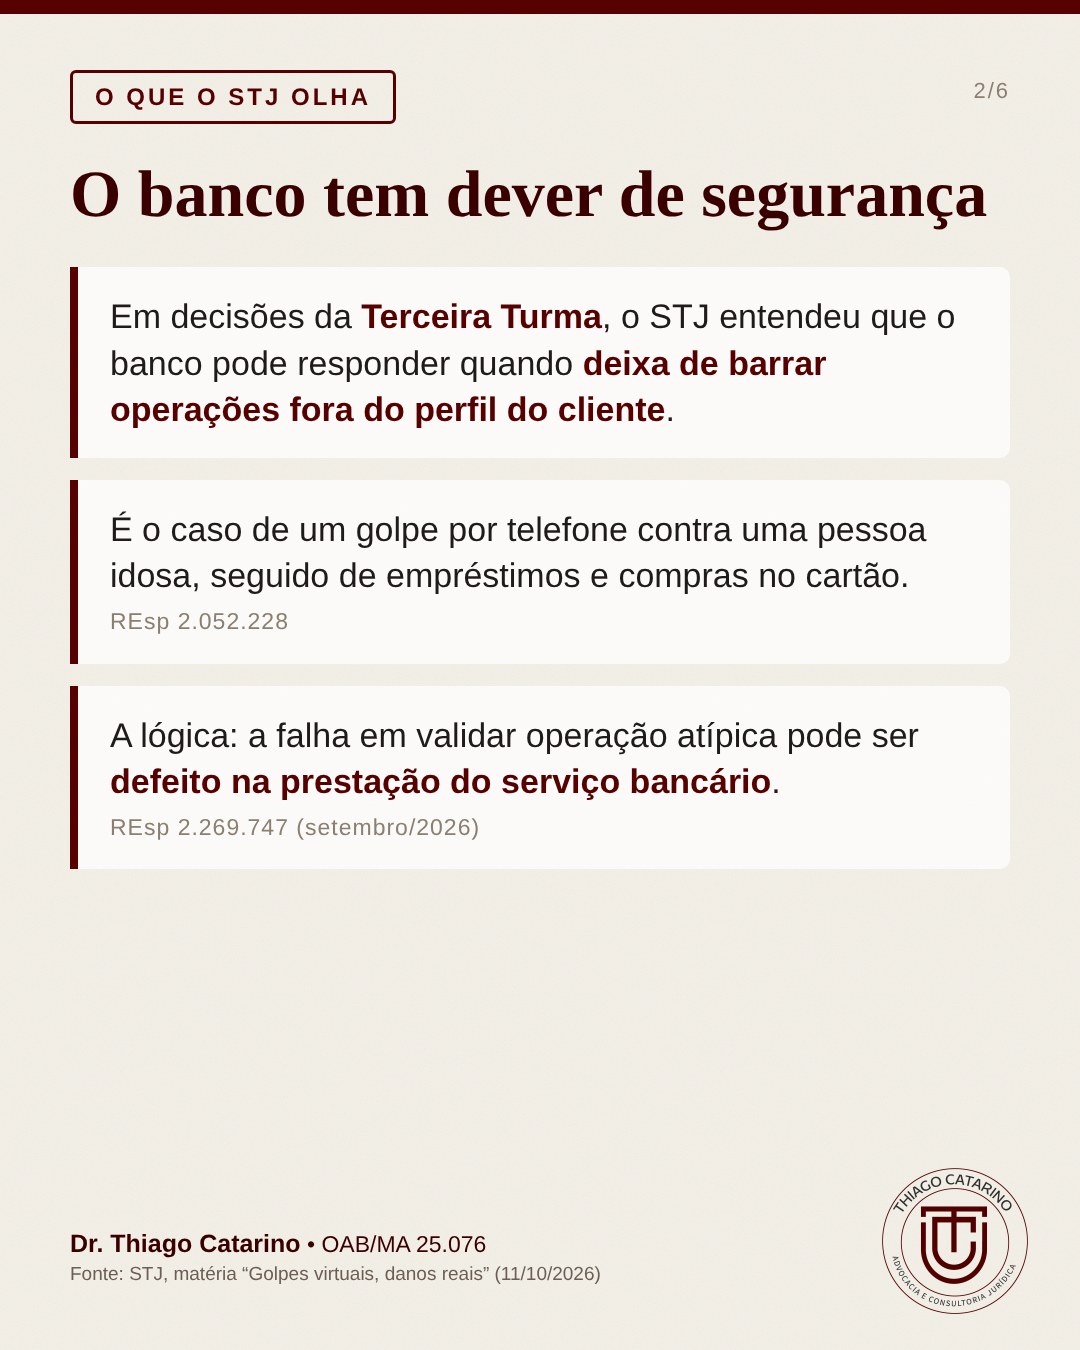 O QUE O STJ OLHA
2/6
O banco tem dever de segurança
Em decisões da Terceira Turma, o STJ entendeu que o
banco pode responder quando deixa de barrar
operações fora do perfil do cliente.
É o caso de um golpe por telefone contra uma pessoa
idosa, seguido de empréstimos e compras no cartão.
REsp 2.052.228
A lógica: a falha em validar operação atípica pode ser
defeito na prestação do serviço bancário.
REsp 2.269.747 (setembro/2026)
Dr. Thiago Catarino • OAB/MA 25.076
Fonte: STJ, matéria “Golpes virtuais, danos reais” (11/10/2026)
THIAGO CATARINO
TC
ADVOCACIA E CONSULTORIA JURÍDICA